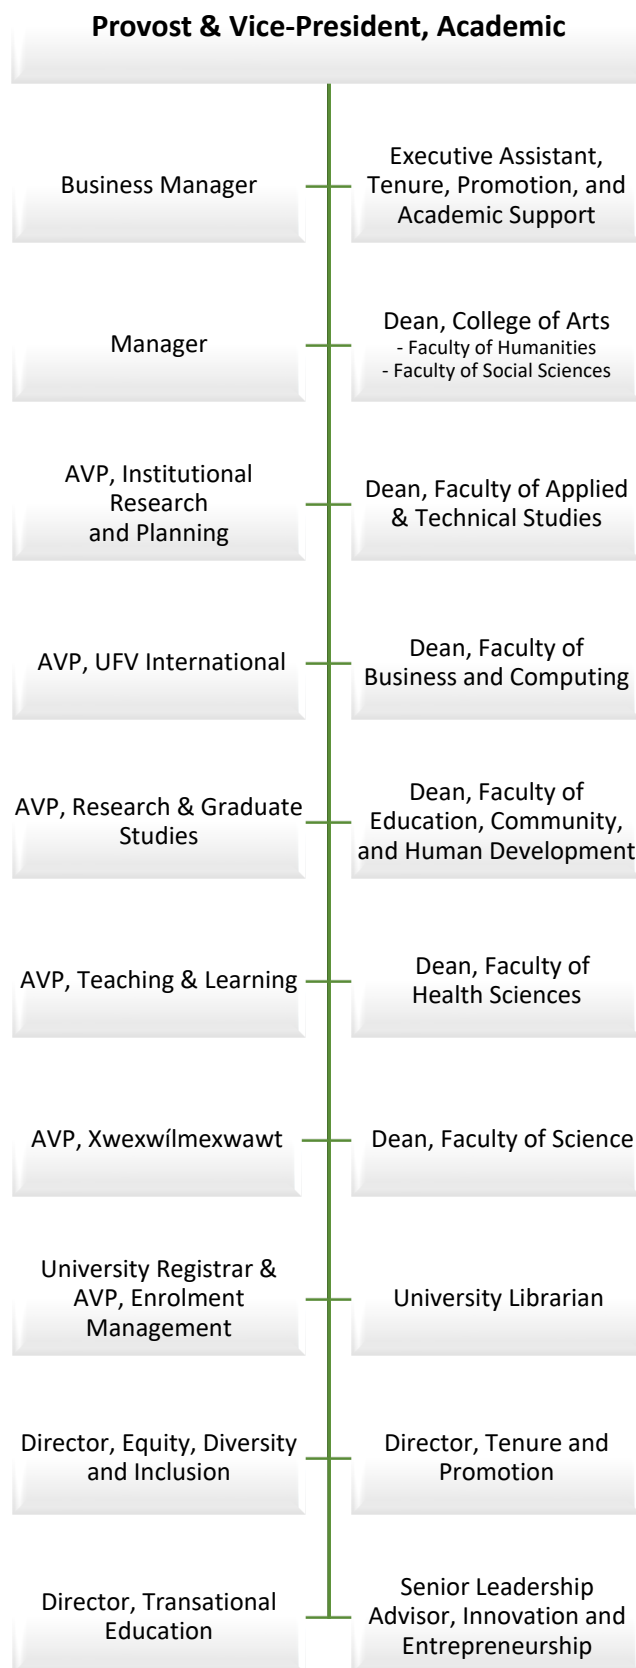 Provost & Vice-President, Academic
Business Manager
Executive Assistant,
Tenure, Promotion, and
Academic Support
Manager
Dean, College of Arts
- Faculty of Humanities
- Faculty of Social Sciences
AVP, Institutional
Research
and Planning
Dean, Faculty of Applied
& Technical Studies
AVP, UFV International
Dean, Faculty of
Business and Computing
AVP, Research & Graduate
Studies
Dean, Faculty of
Education, Community,
and Human Development
AVP, Teaching & Learning
Dean, Faculty of
Health Sciences
AVP, Xwexwílmexwawt
Dean, Faculty of Science
University Registrar &
AVP, Enrolment
Management
University Librarian
Director, Equity, Diversity
and Inclusion
Director, Tenure and
Promotion
Director, Transational
Education
Senior Leadership
Advisor, Innovation and
Entrepreneurship